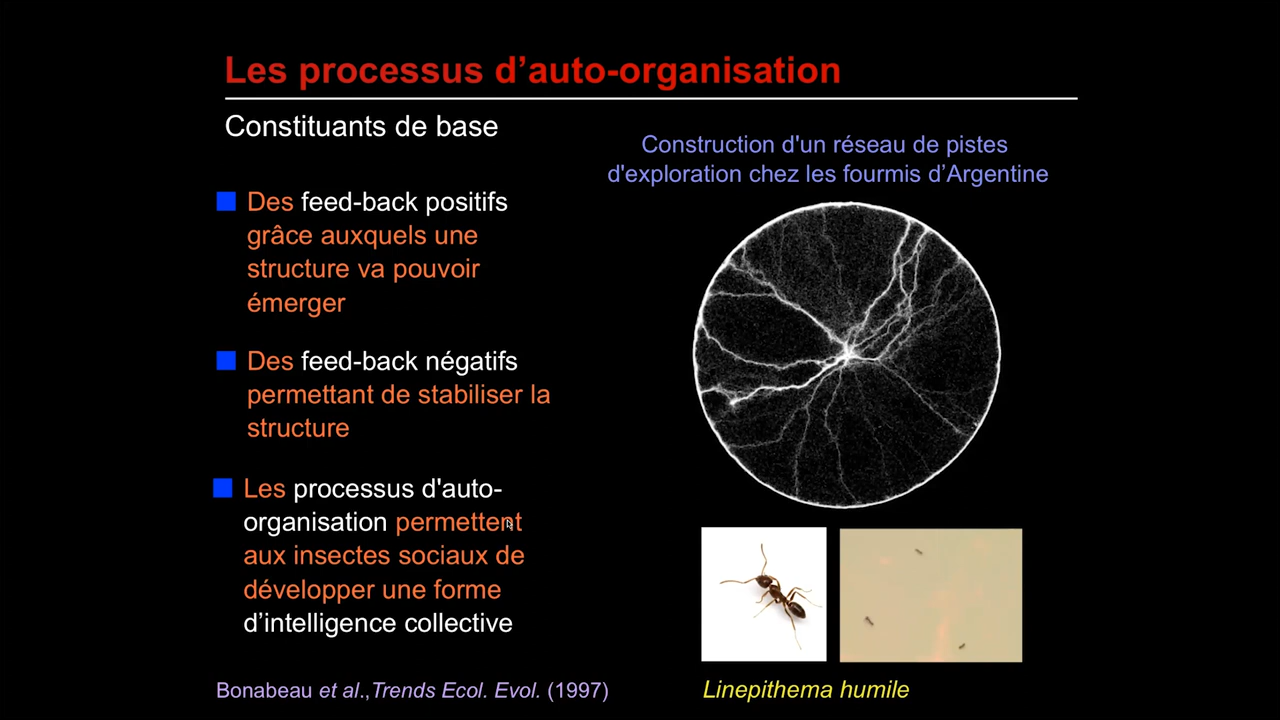 Les processus d’auto-organisation
Constituants de base
Des feed-back positifs
grâce auxquels une
structure va pouvoir
émerger
Des feed-back négatifs
permettant de stabiliser la
structure
Les processus d'auto-
organisation permettent
aux insectes sociaux de
développer une forme
d’intelligence collective
Bonabeau et al.,Trends Ecol. Evol. (1997)
Construction d'un réseau de pistes
d'exploration chez les fourmis d’Argentine
Linepithema humile